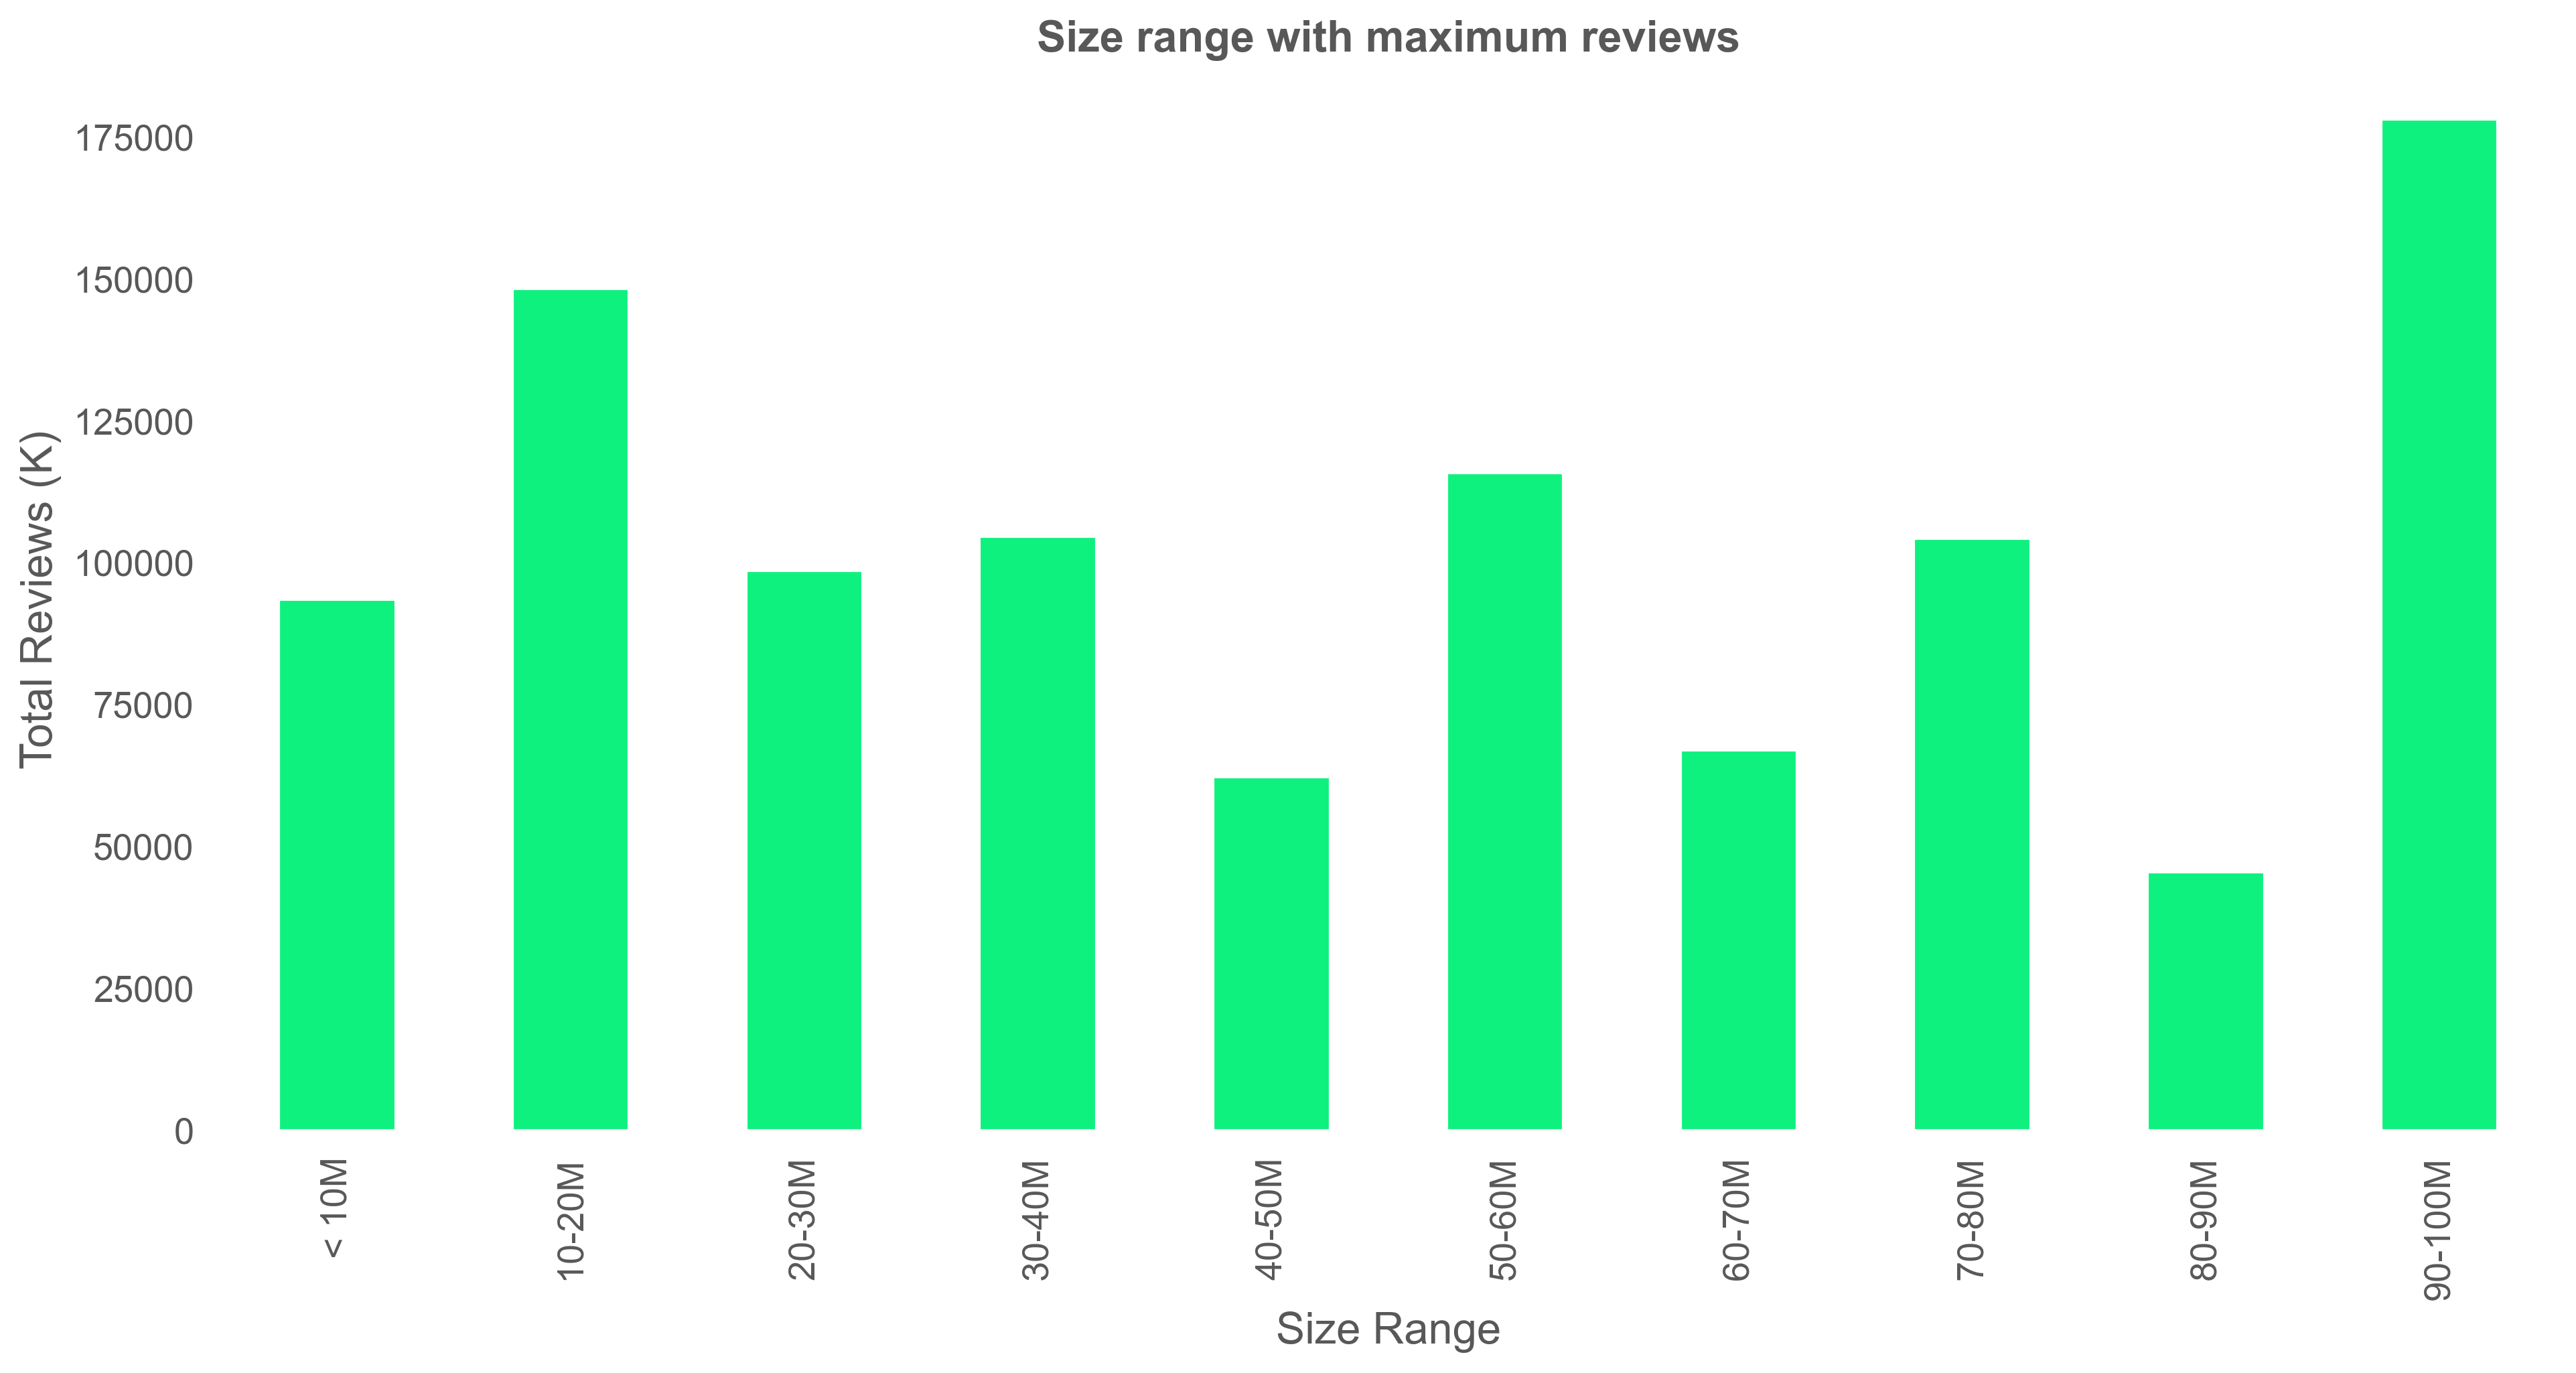 Size range with maximum reviews
Total Reviews (K)
175000
150000
125000
100000
75000
50000
25000
0
< 10M
10-20M
20-30M
30-40M
40-50M
50-60M
60-70M
70-80M
80-90M
90-100M
Size Range